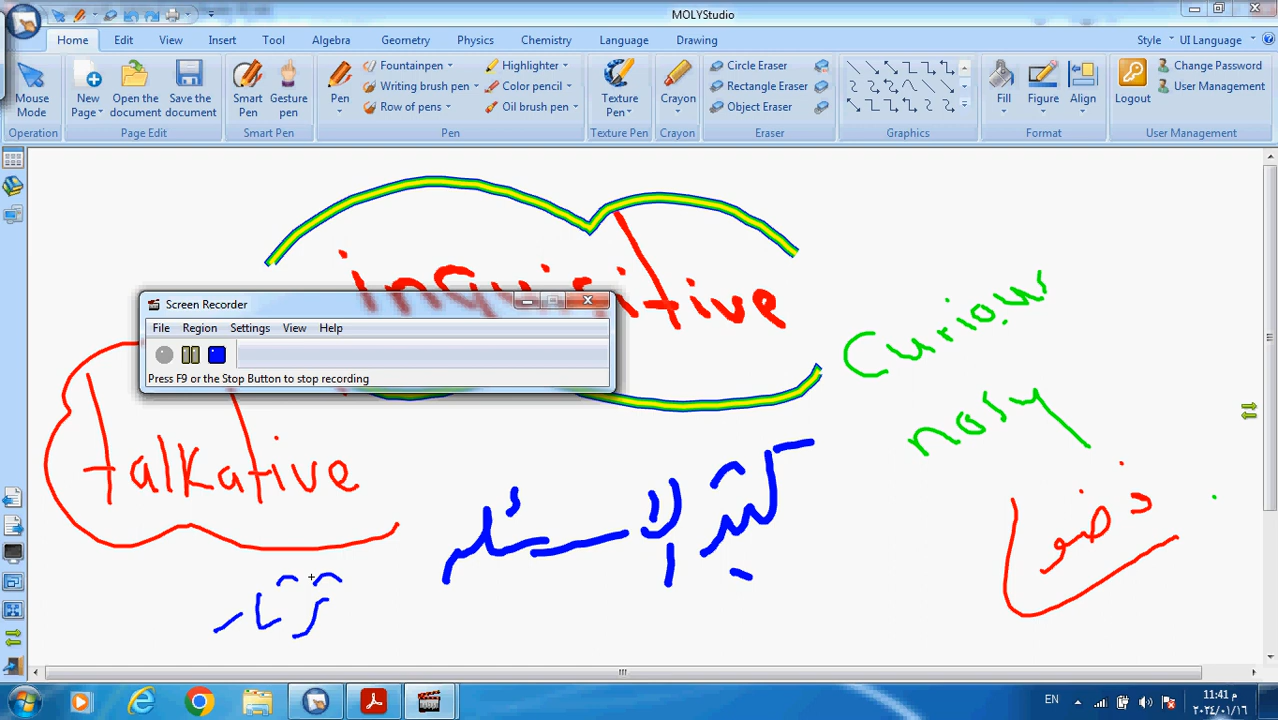 MOLYStudio
Home Edit View Insert Tool Algebra Geometry Physics Chemistry Language Drawing Style UI Language
Mouse Mode
Operation
New Page
Open the document
Save the document
Page Edit
Smart Pen
Gesture pen
Smart Pen
Pen
Fountainpen
Writing brush pen
Row of pens
Highlighter
Color pencil
Oil brush pen
Pen
Texture Pen
Texture Pen
Crayon
Crayon
Circle Eraser
Rectangle Eraser
Object Eraser
Eraser
Graphics
Fill
Figure
Align
Format
Logout
Change Password
User Management
User Management
inquisitive
Screen Recorder
File Region Settings View Help
Press F9 or the Stop Button to stop recording
Curious
nosy
talkative
EN
11:41 م
٢٠٢٤/٠١/١٦